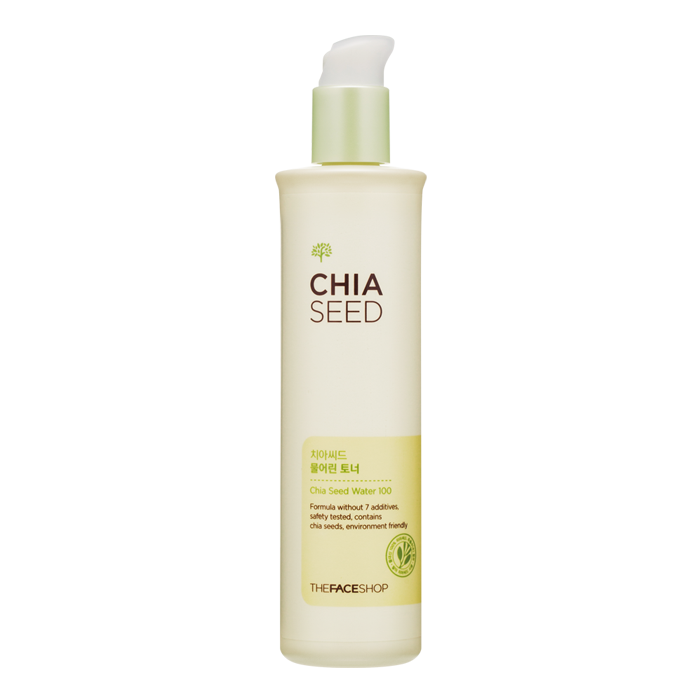 CHIA
SEED
치아씨드
물어린 토너
Chia Seed Water 100
Formula without 7 additives,
safety tested, contains
chia seeds, environment friendly
THEFACESHOP